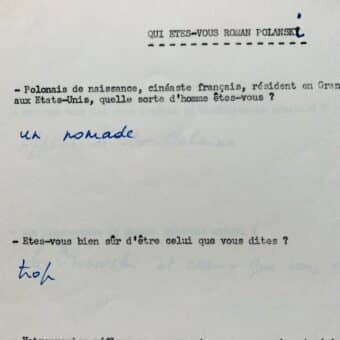 QUI ETES-VOUS ROMAN POLANSKi
- Polonais de naissance, cinéaste français, résident en Gran
aux Etats-Unis, quelle sorte d'homme êtes-vous ?
un nomade
- Etes-vous bien sûr d'être celui que vous dites ?
trop